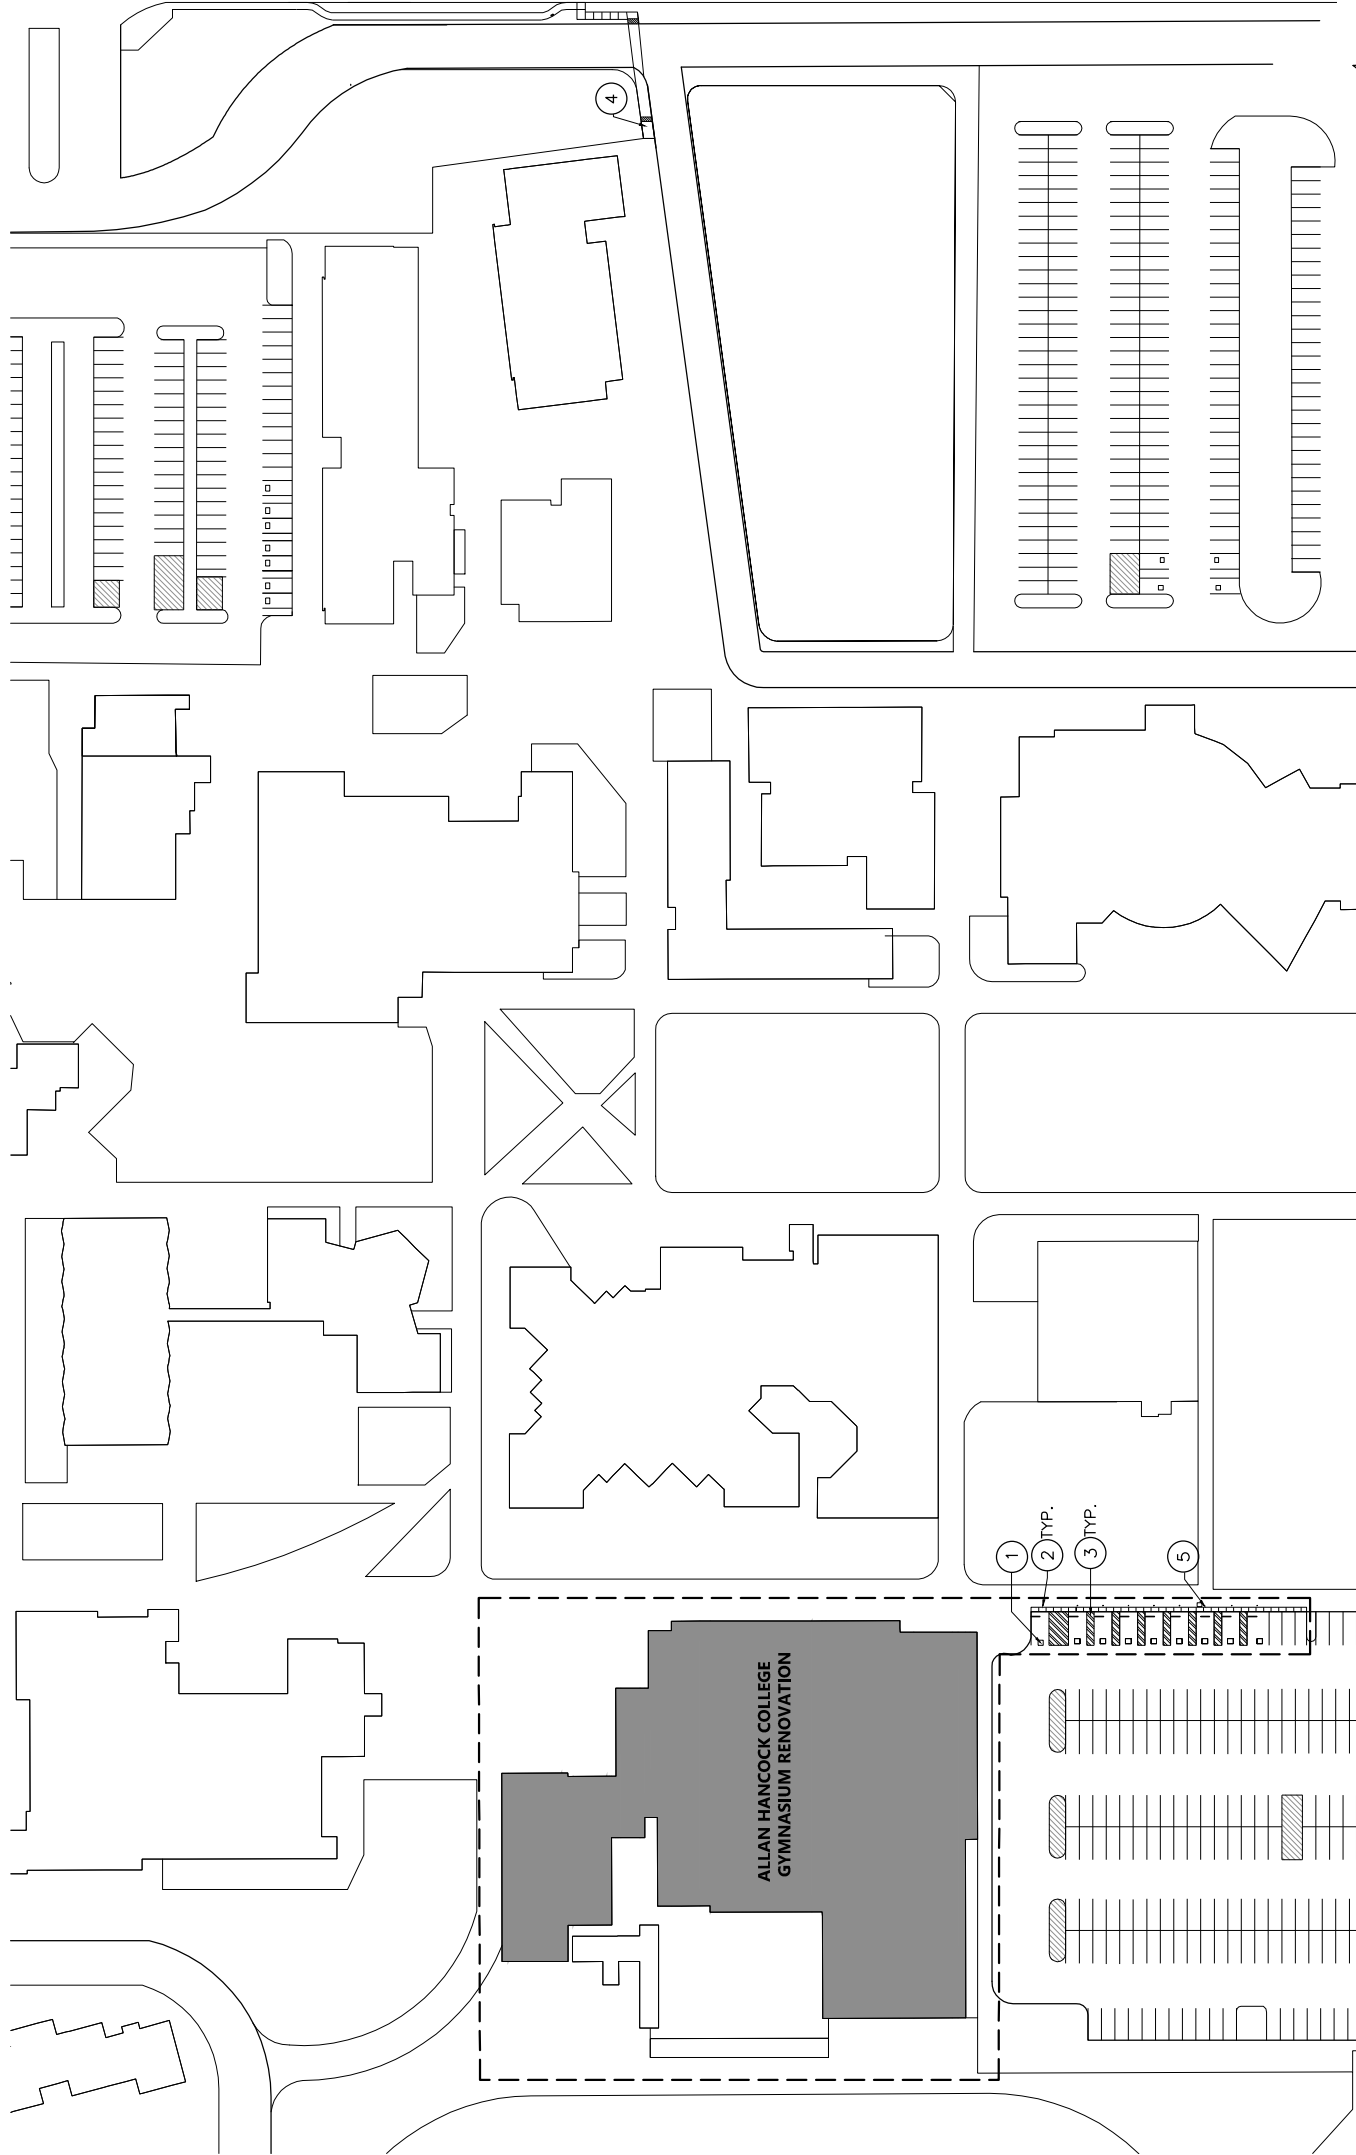 4
1
2 TYP.
3 TYP.
5
ALLAN HANCOCK COLLEGE
GYMNASIUM RENOVATION